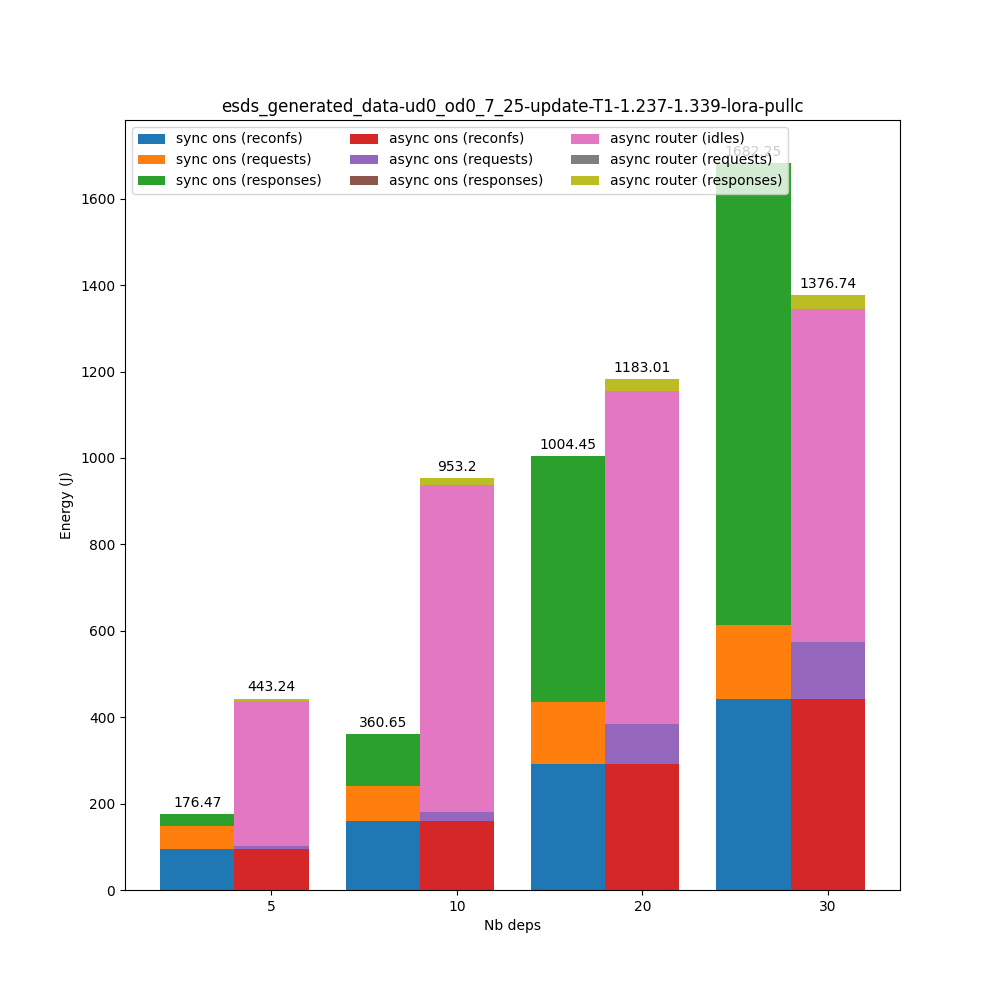 esds_generated_data-ud0_od0_7_25-update-T1-1.237-1.339-lora-pullc
sync ons (reconfs)
sync ons (requests)
sync ons (responses)
async ons (reconfs)
async ons (requests)
async ons (responses)
async router (idles)
async router (requests)
async router (responses)
1682.25
1376.74
1183.01
1004.45
953.2
443.24
360.65
176.47
Energy (J)
1600
1400
1200
1000
800
600
400
200
0
5
10
20
30
Nb deps